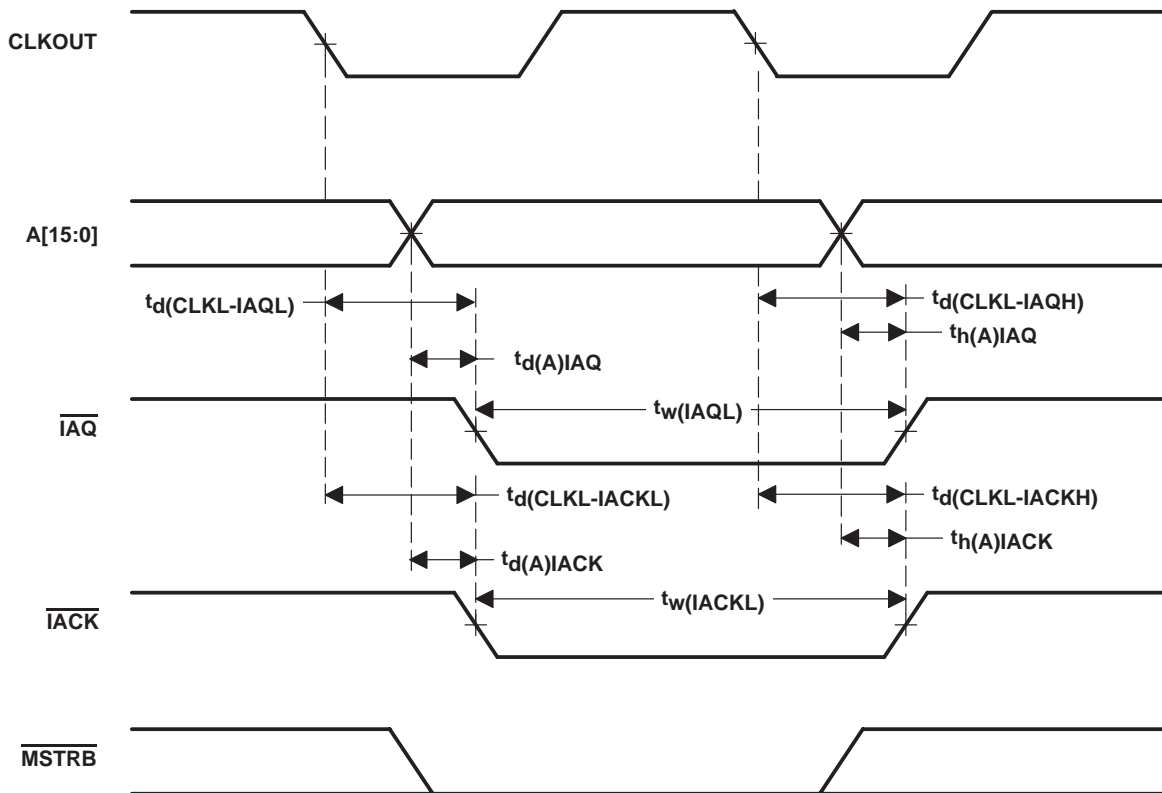 CLKOUT
A[15:0]
td(CLKL-IAQL)
td(CLKL-IAQH)
th(A)IAQ
td(A)IAQ
tw(IAQL)
IAQ
td(CLKL-IACKL)
td(CLKL-IACKH)
th(A)IACK
td(A)IACK
tw(IACKL)
IACK
MSTRB